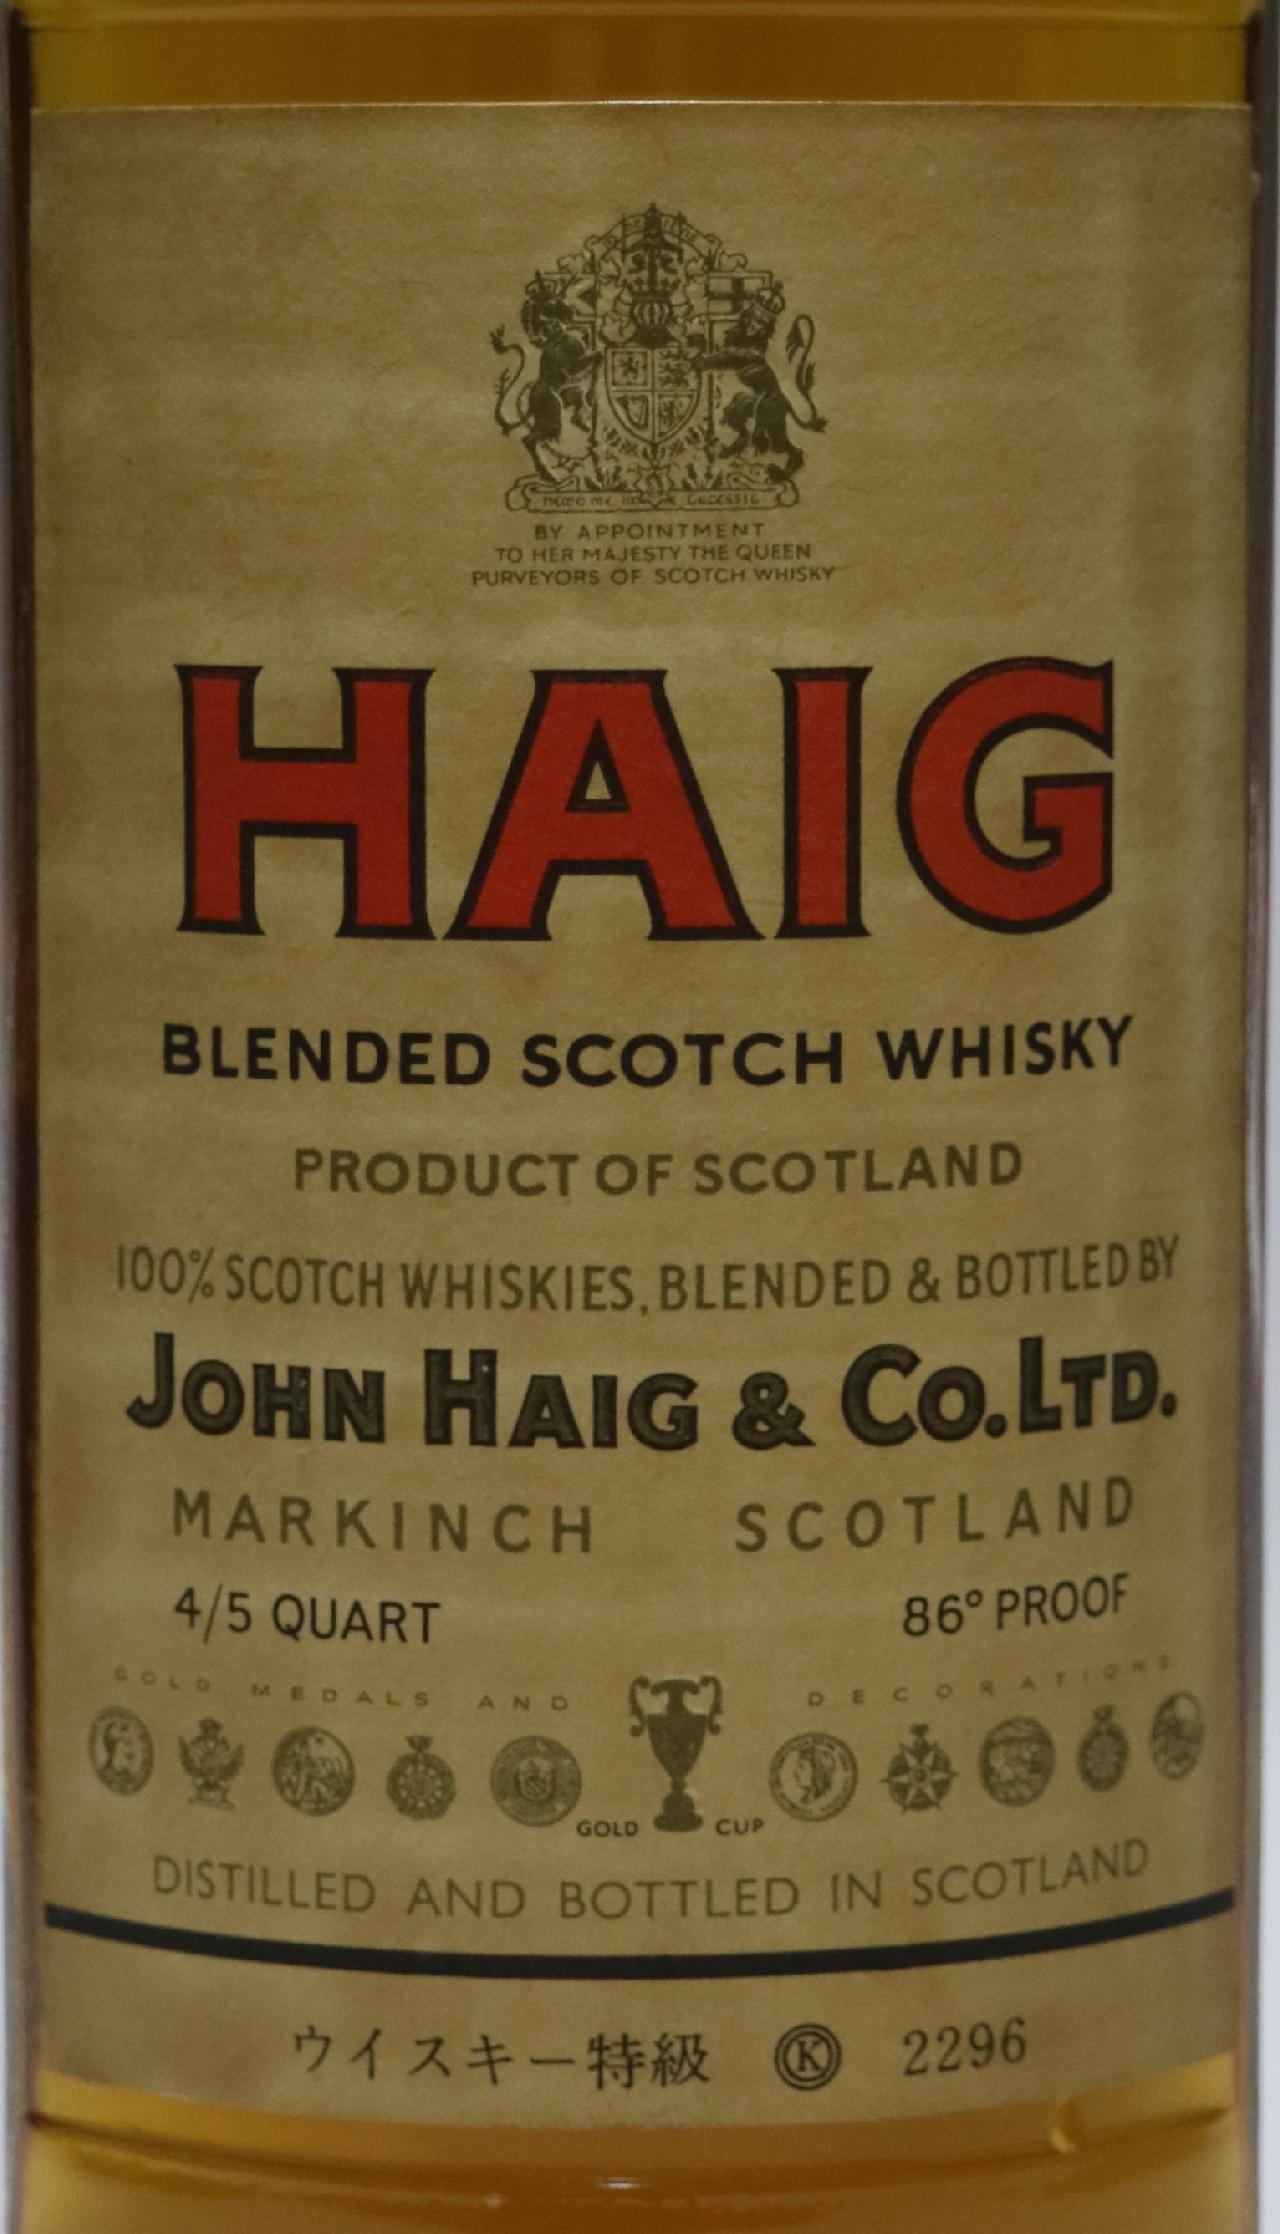 BY APPOINTMENT
TO HER MAJESTY THE QUEEN
PURVEYORS OF SCOTCH WHISKY
HAIG
BLENDED SCOTCH WHISKY
PRODUCT OF SCOTLAND
100% SCOTCH WHISKIES, BLENDED & BOTTLED BY
JOHN HAIG & CO. LTD.
MARKINCH SCOTLAND
4/5 QUART 86° PROOF
GOLD MEDALS AND DECORATIONS
GOLD CUP
DISTILLED AND BOTTLED IN SCOTLAND
ウイスキー特級 Ⓚ 2296